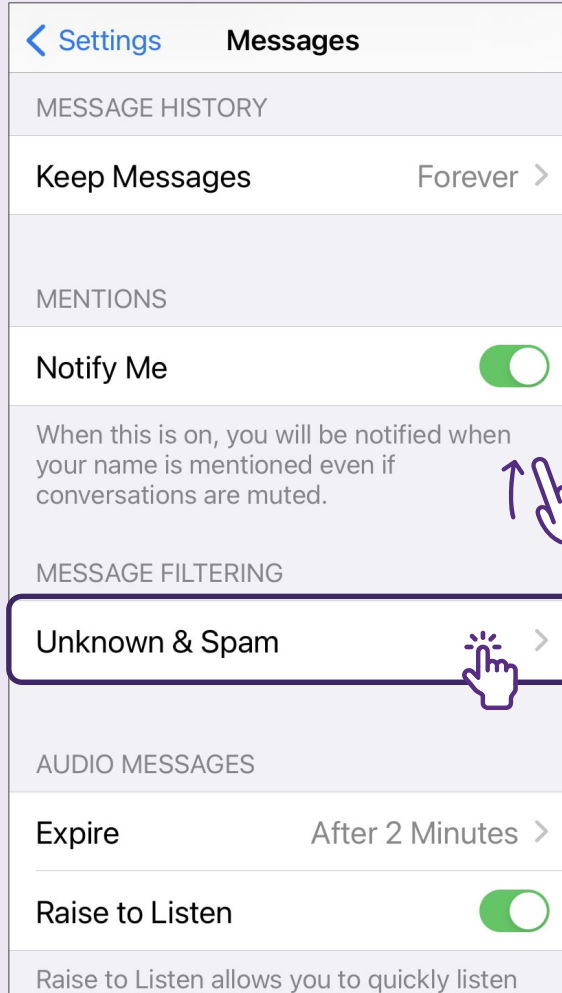 Settings Messages
MESSAGE HISTORY
Keep Messages Forever
MENTIONS
Notify Me
When this is on, you will be notified when
your name is mentioned even if
conversations are muted.
MESSAGE FILTERING
Unknown & Spam
AUDIO MESSAGES
Expire After 2 Minutes
Raise to Listen
Raise to Listen allows you to quickly listen